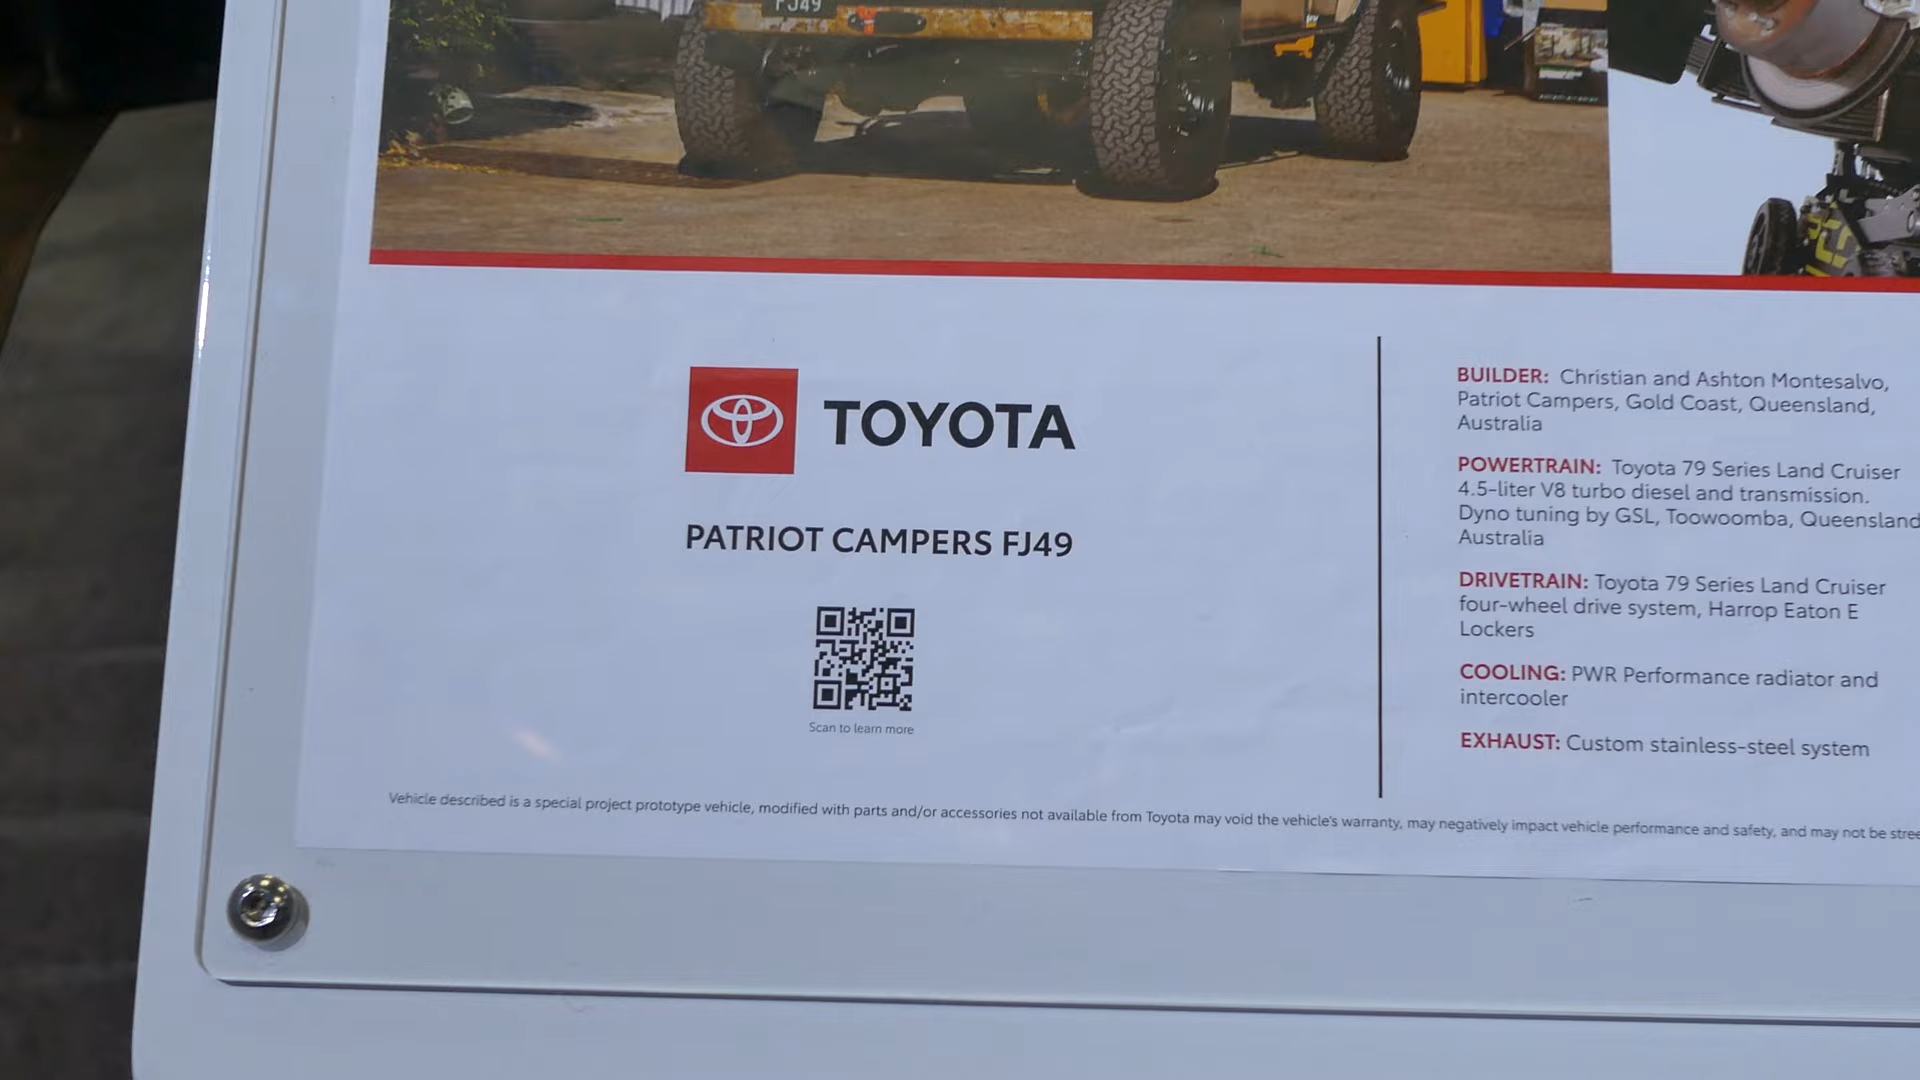 FJ49
TOYOTA
PATRIOT CAMPERS FJ49
Scan to learn more
BUILDER: Christian and Ashton Montesalvo,
Patriot Campers, Gold Coast, Queensland,
Australia
POWERTRAIN: Toyota 79 Series Land Cruiser
4.5-liter V8 turbo diesel and transmission.
Dyno tuning by GSL, Toowoomba, Queensland
Australia
DRIVETRAIN: Toyota 79 Series Land Cruiser
four-wheel drive system, Harrop Eaton E
Lockers
COOLING: PWR Performance radiator and
intercooler
EXHAUST: Custom stainless-steel system
Vehicle described is a special project prototype vehicle, modified with parts and/or accessories not available from Toyota may void the vehicle's warranty, may negatively impact vehicle performance and safety, and may not be